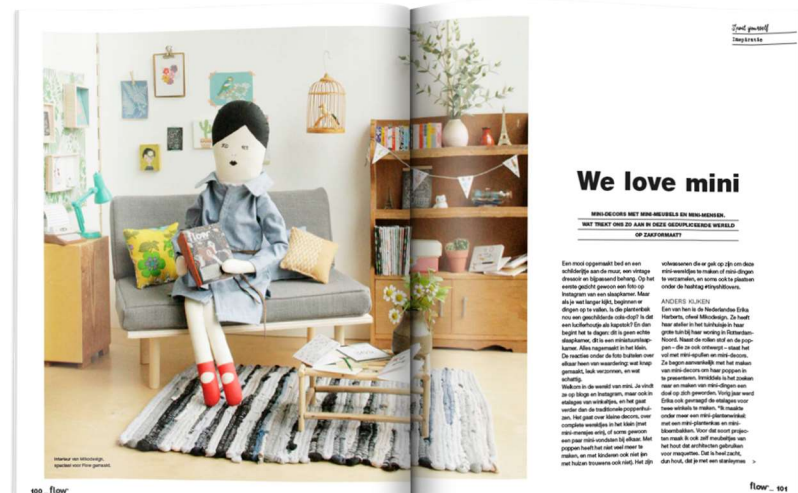 flow
Interieur van Mikodesign,
speciaal voor Flow gemaakt.
100 flow
Inspiratie
We love mini
MINI-DECORS MET MINI-MEUBELS EN MINI-MENSEN.
WAT TREKT ONS ZO AAN IN DEZE GEDUPLICEERDE WERELD
OP ZAKFORMAAT?
Een mooi opgemaakt bed en een
schilderijtje aan de muur, een vintage
dressoir en bijpassend behang. Op het
eerste gezicht gewoon een foto op
Instagram van een slaapkamer. Maar
als je wat langer kijkt, beginnen er
dingen op te vallen. Is die plantenbak
nou een geschilderde cola-dop? Is dat
een lucifershoutje als kapstok? En dan
begint het te dagen: dit is geen echte
slaapkamer, dit is een miniatuurslaap-
kamer. Alles nagemaakt in het klein.
De reacties onder de foto buitelen over
elkaar heen van waardering: wat knap
gemaakt, leuk verzonnen, en wat
schattig.
Welkom in de wereld van mini. Je vindt
ze op blogs en Instagram, maar ook in
etalages van winkeltjes, en het gaat
verder dan de traditionele poppenhui-
zen. Het gaat over kleine decors, over
complete wereldjes in het klein (met
mini-mensjes erin), of soms gewoon
een paar mini-vondsten bij elkaar. Met
poppen heeft het niet veel meer te
maken, en met kinderen ook niet (en
met huizen trouwens ook niet). Het zijn
volwassenen die er gek op zijn om deze
mini-wereldjes te maken of mini-dingen
te verzamelen, en soms ook te plaatsen
onder de hashtag #tinyshitlovers.
ANDERS KIJKEN
Een van hen is de Nederlandse Erika
Harberts, ofwel Mikodesign. Ze heeft
haar atelier in het tuinhuisje in haar
grote tuin bij haar woning in Rotterdam-
Noord. Naast de rollen stof en de pop-
pen – die ze ook ontwerpt – staat het
vol met mini-spullen en mini-decors.
Ze begon aanvankelijk met het maken
van mini-decors om haar poppen in
te presenteren. Inmiddels is het zoeken
naar en maken van mini-dingen een
doel op zich geworden. Vorig jaar werd
Erika ook gevraagd de etalages voor
twee winkels te maken. "Ik maakte
onder meer een mini-plantenwinkel:
met een mini-plantenkas en mini-
bloembakken. Voor dat soort projec-
ten maak ik ook zelf meubeltjes van
het hout dat architecten gebruiken
voor maquettes. Dat is heel zacht,
dun hout, dat je met een stanleymes >
flow 101